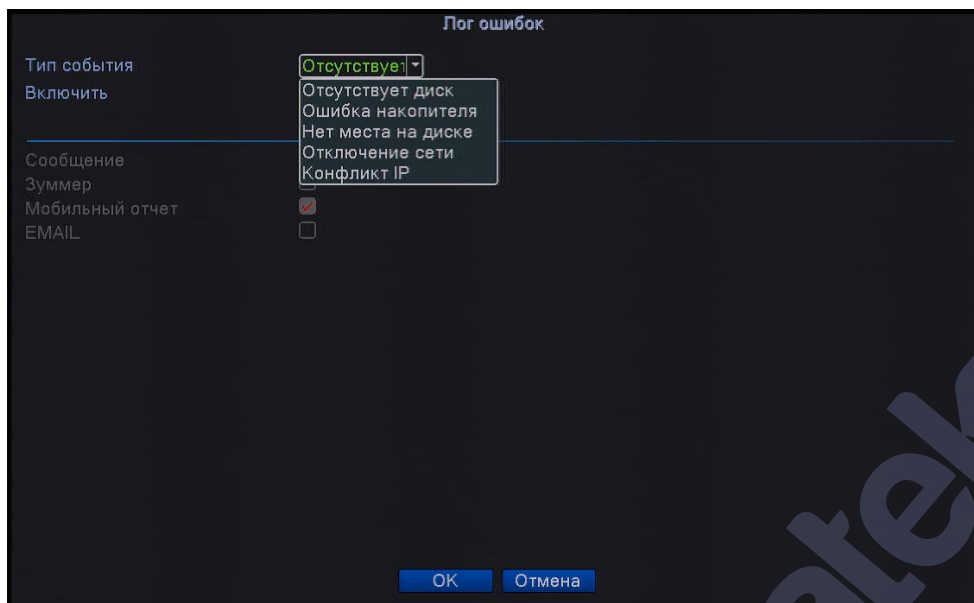 Лог ошибок
Тип события
Отсутствует
Включить
Отсутствует диск
Ошибка накопителя
Нет места на диске
Отключение сети
Конфликт IP
Сообщение
Зуммер
Мобильный отчет
EMAIL
OK Отмена